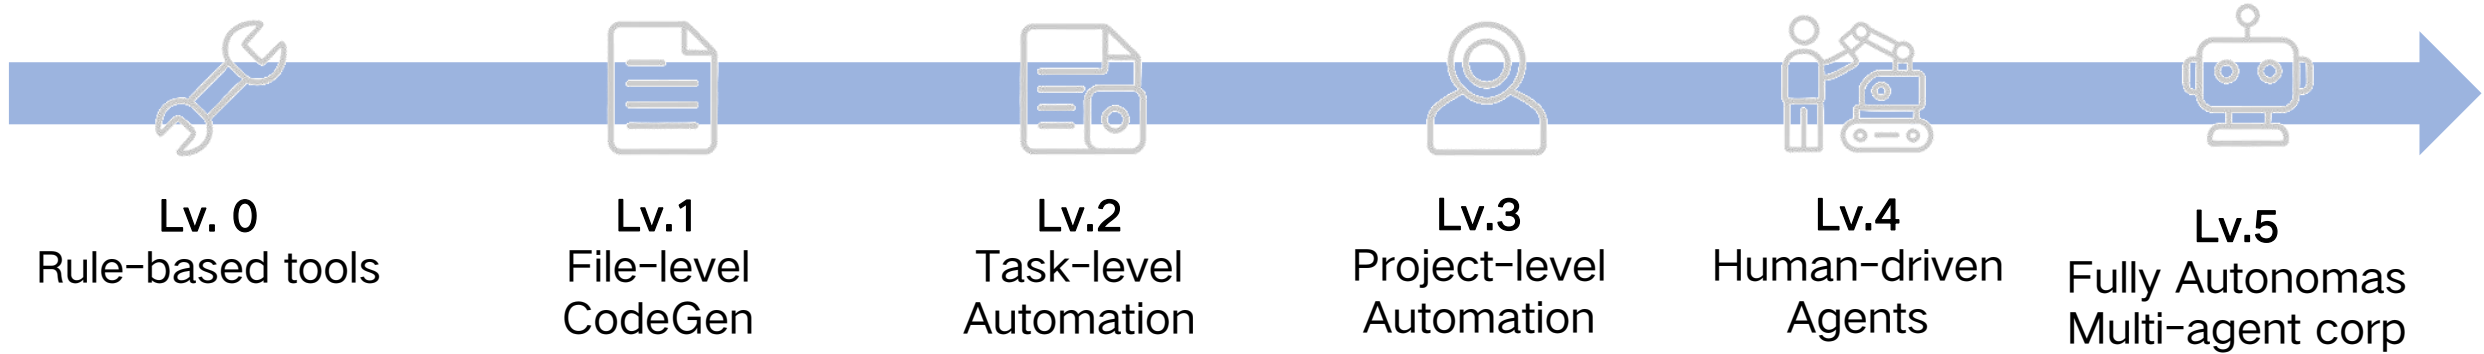 Lv. 0
Rule-based tools
Lv.1
File-level
CodeGen
Lv.2
Task-level
Automation
Lv.3
Project-level
Automation
Lv.4
Human-driven
Agents
Lv.5
Fully Autonomas
Multi-agent corp